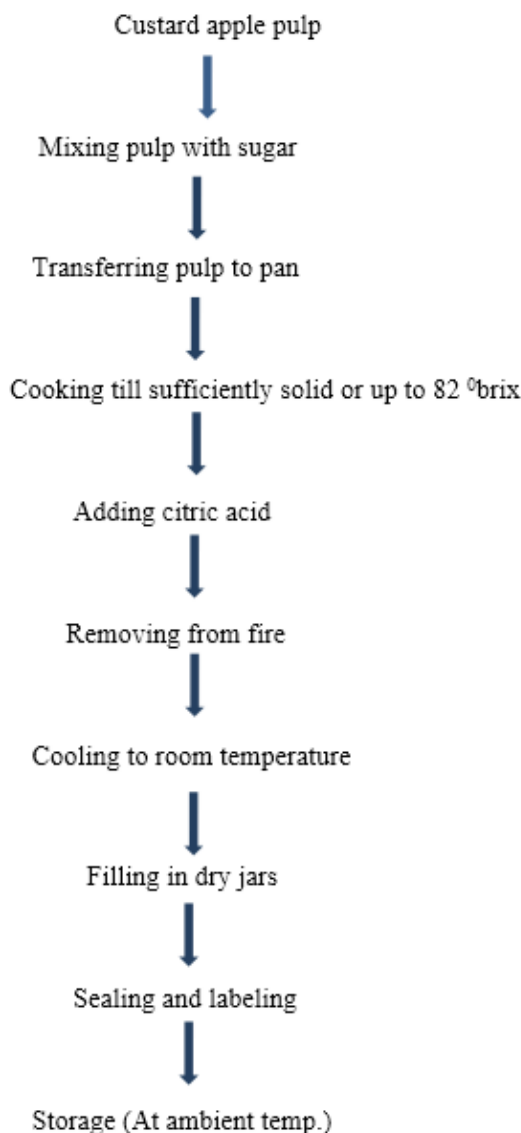 Custard apple pulp
Mixing pulp with sugar
Transferring pulp to pan
Cooking till sufficiently solid or up to 82 ⁰brix
Adding citric acid
Removing from fire
Cooling to room temperature
Filling in dry jars
Sealing and labeling
Storage (At ambient temp.)